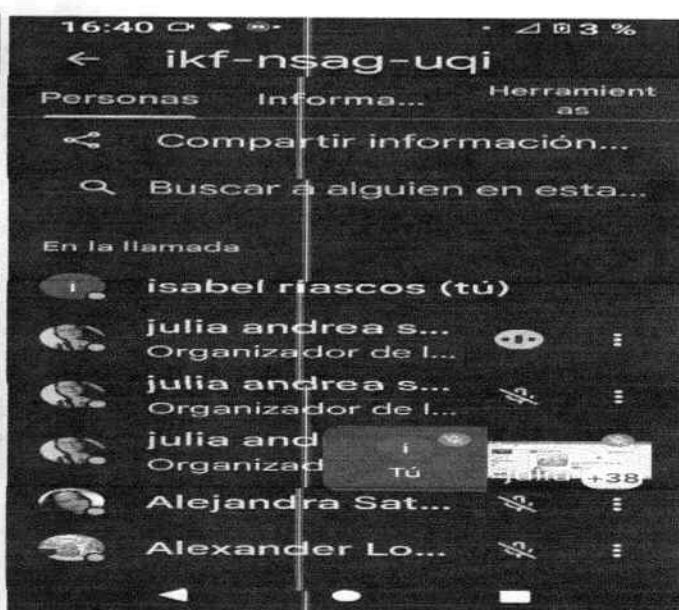 16:40 3 %
ikf-nsag-uqi
Personas Informa... Herramient
as
Compartir información...
Buscar a alguien en esta...
En la llamada
i isabel riascos (tú)
julia andrea s...
Organizador de l...
julia andrea s...
Organizador de l...
julia and
Organizad
i
Tú
julia +38
Alejandra Sat...
Alexander Lo...